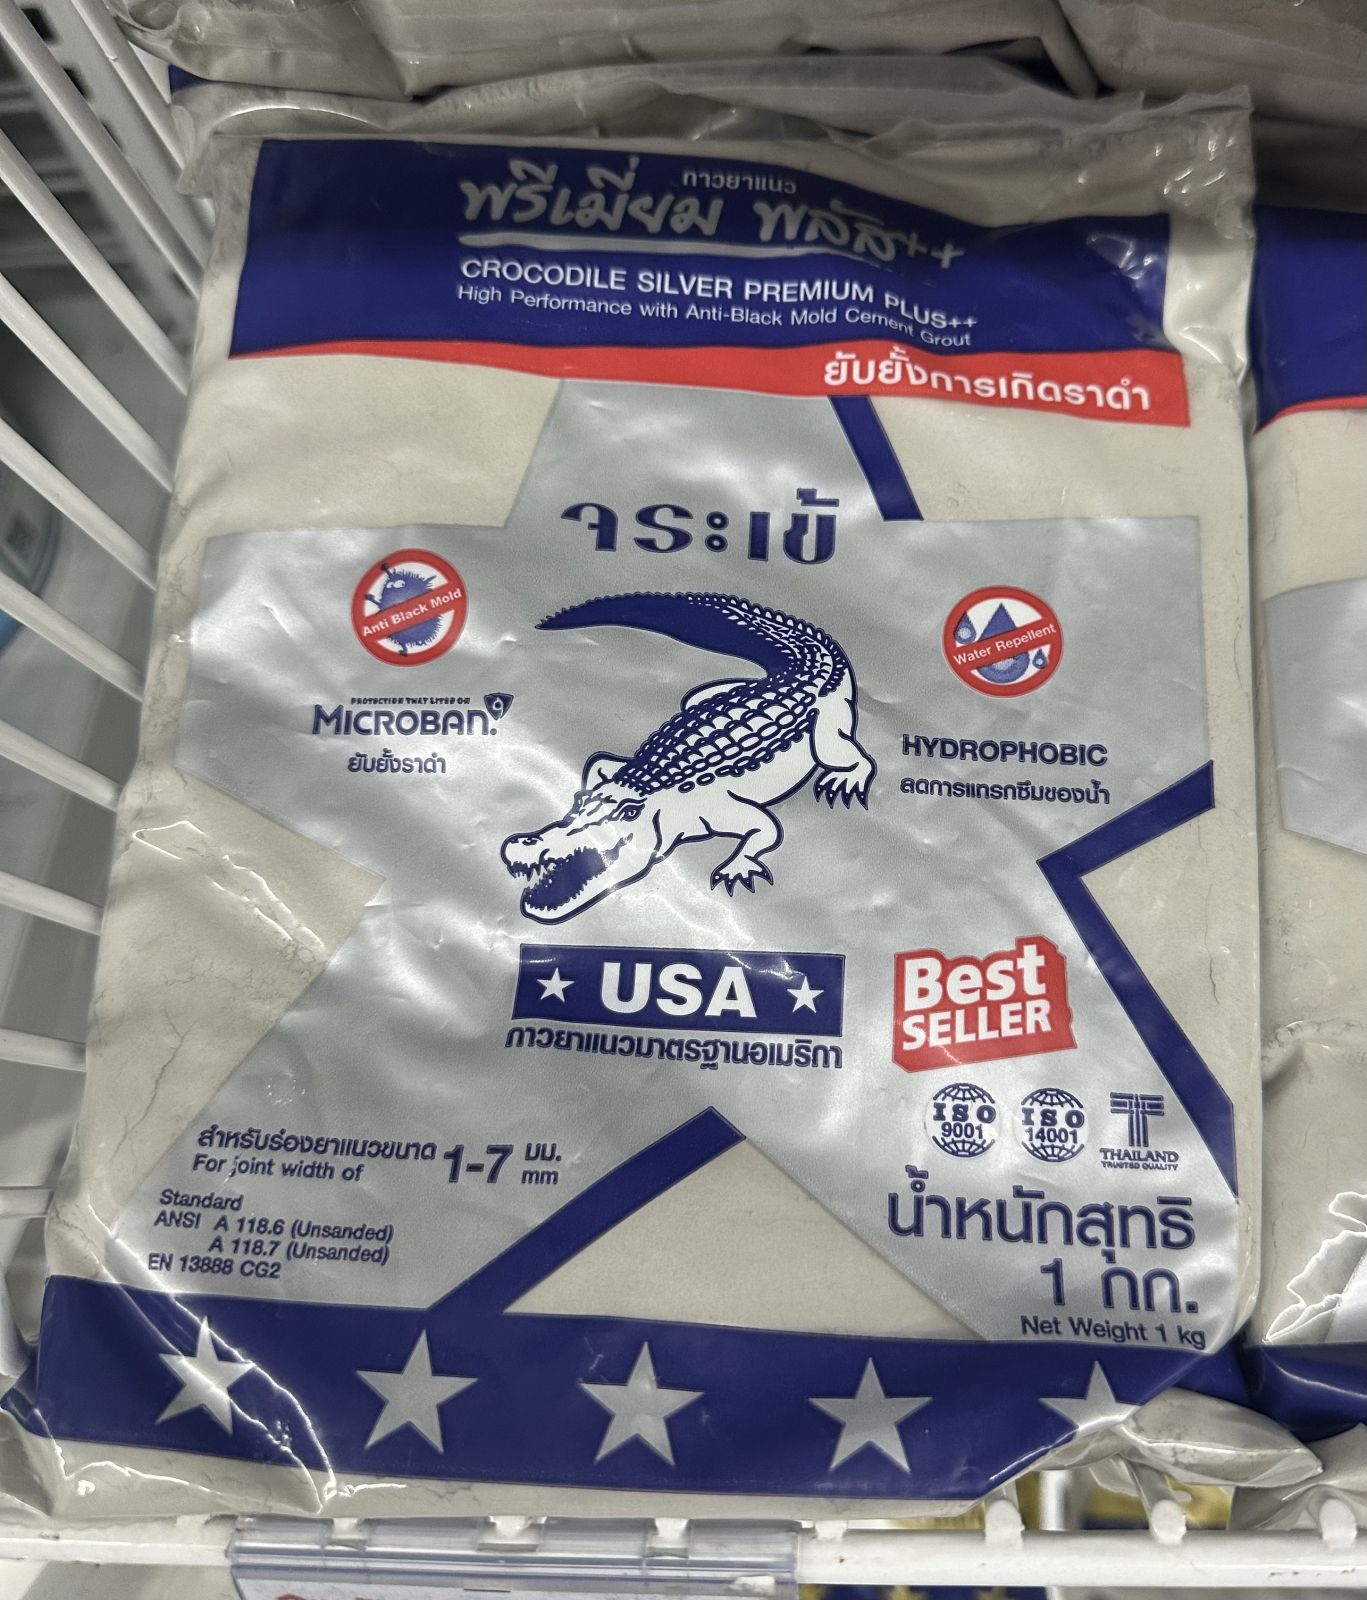 กาวยาแนว
พรีเมี่ยม พลัส++
CROCODILE SILVER PREMIUM PLUS++
High Performance with Anti-Black Mold Cement Grout
ยับยั้งการเกิดราดำ
จระเข้
Anti Black Mold
Water Repellent
PROTECTION THAT LIVES ON
MICROBAN
ยับยั้งราดำ
HYDROPHOBIC
ลดการแทรกซึมของน้ำ
USA
กาวยาแนวมาตรฐานอเมริกา
Best
SELLER
ISO
9001
ISO
14001
THAILAND
TRUSTED QUALITY
สำหรับร่องยาแนวขนาด 1-7 มม.
For joint width of mm
Standard
ANSI A 118.6 (Unsanded)
A 118.7 (Unsanded)
EN 13888 CG2
น้ำหนักสุทธิ
1 กก.
Net Weight 1 kg